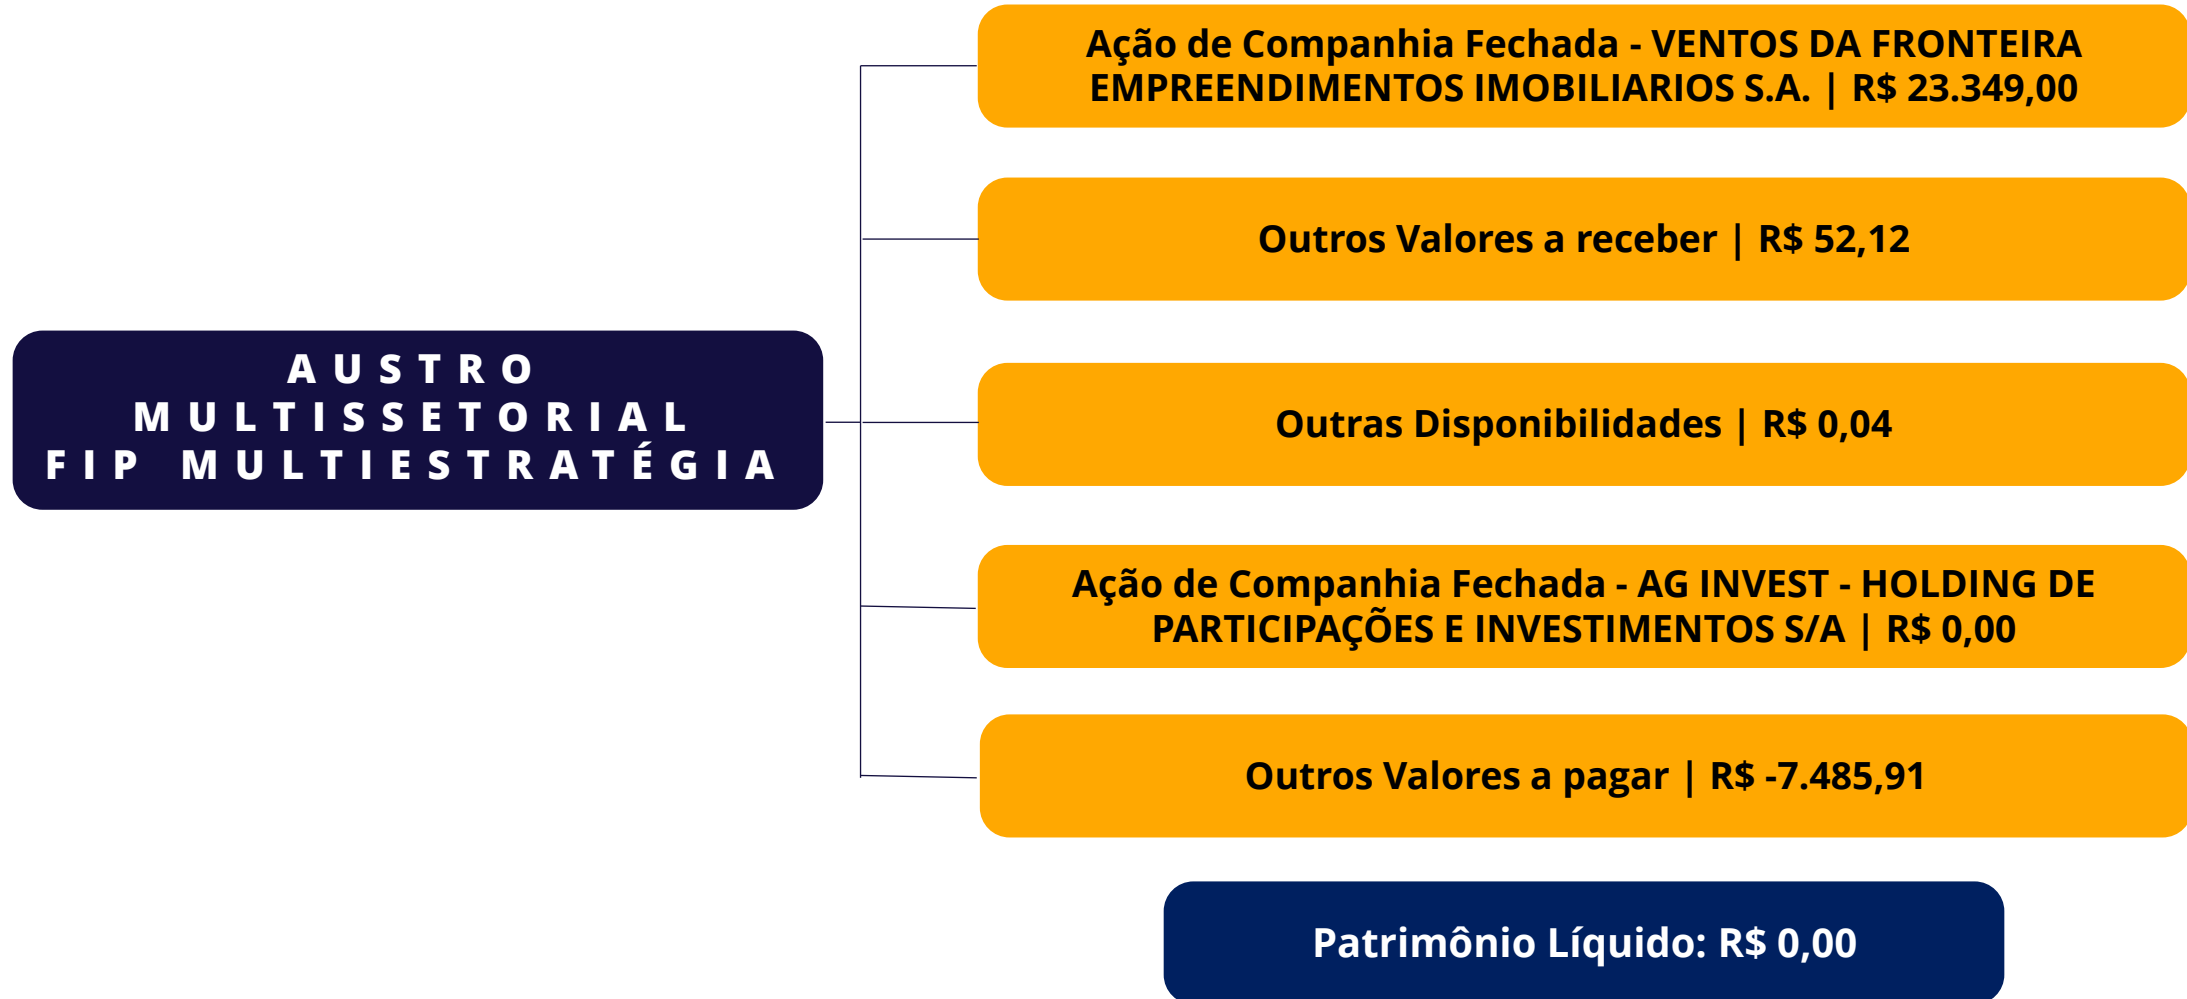 AUSTRO
MULTISSETORIAL
FIP MULTIESTRATÉGIA
Ação de Companhia Fechada - VENTOS DA FRONTEIRA
EMPREENDIMENTOS IMOBILIARIOS S.A. | R$ 23.349,00
Outros Valores a receber | R$ 52,12
Outras Disponibilidades | R$ 0,04
Ação de Companhia Fechada - AG INVEST - HOLDING DE
PARTICIPAÇÕES E INVESTIMENTOS S/A | R$ 0,00
Outros Valores a pagar | R$ -7.485,91
Patrimônio Líquido: R$ 0,00